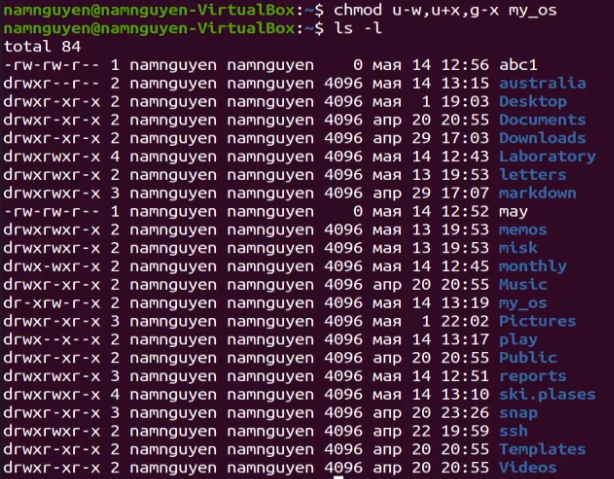 namnguyen@namnguyen-VirtualBox:~$ chmod u-w,u+x,g-x my_os
namnguyen@namnguyen-VirtualBox:~$ ls -l
total 84
-rw-rw-r-- 1 namnguyen namnguyen    0 мая 14 12:56 abc1
drwxr--r-- 2 namnguyen namnguyen 4096 мая 14 13:15 australia
drwxr-xr-x 2 namnguyen namnguyen 4096 мая  1 19:03 Desktop
drwxr-xr-x 2 namnguyen namnguyen 4096 апр 20 20:55 Documents
drwxr-xr-x 2 namnguyen namnguyen 4096 апр 29 17:03 Downloads
drwxrwxr-x 4 namnguyen namnguyen 4096 мая 14 12:43 Laboratory
drwxrwxr-x 2 namnguyen namnguyen 4096 мая 13 19:53 letters
drwxrwxr-x 3 namnguyen namnguyen 4096 апр 29 17:07 markdown
-rw-rw-r-- 1 namnguyen namnguyen    0 мая 14 12:52 may
drwxrwxr-x 2 namnguyen namnguyen 4096 мая 13 19:53 memos
drwxrwxr-x 2 namnguyen namnguyen 4096 мая 13 19:53 misk
drwx-wxr-x 2 namnguyen namnguyen 4096 мая 14 12:45 monthly
drwxr-xr-x 2 namnguyen namnguyen 4096 апр 20 20:55 Music
dr-xrw-r-x 2 namnguyen namnguyen 4096 мая 14 13:19 my_os
drwxr-xr-x 3 namnguyen namnguyen 4096 мая  1 22:02 Pictures
drwx--x--x 2 namnguyen namnguyen 4096 мая 14 13:17 play
drwxr-xr-x 2 namnguyen namnguyen 4096 апр 20 20:55 Public
drwxrwxr-x 3 namnguyen namnguyen 4096 мая 14 12:51 reports
drwxrwxr-x 4 namnguyen namnguyen 4096 мая 14 13:10 ski.plases
drwxr-xr-x 3 namnguyen namnguyen 4096 апр 20 23:26 snap
drwxrwxr-x 2 namnguyen namnguyen 4096 апр 22 19:59 ssh
drwxr-xr-x 2 namnguyen namnguyen 4096 апр 20 20:55 Templates
drwxr-xr-x 2 namnguyen namnguyen 4096 апр 20 20:55 Videos